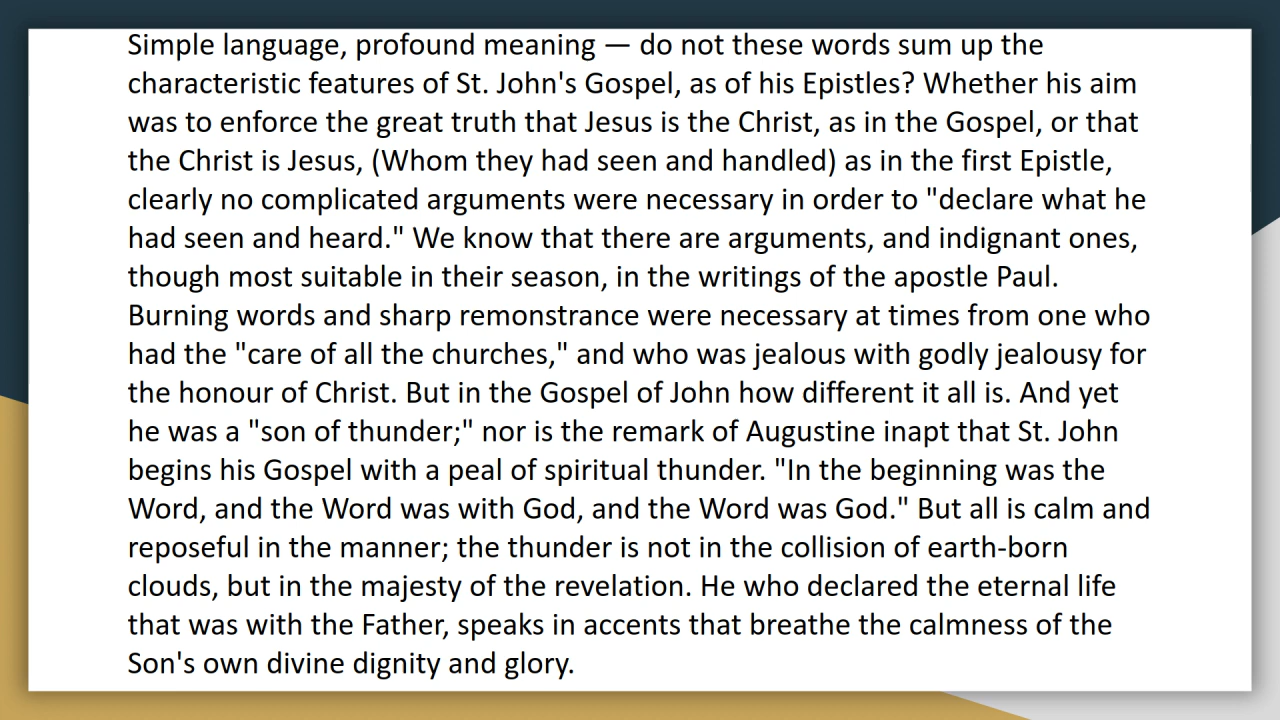 Simple language, profound meaning — do not these words sum up the
characteristic features of St. John's Gospel, as of his Epistles? Whether his aim
was to enforce the great truth that Jesus is the Christ, as in the Gospel, or that
the Christ is Jesus, (Whom they had seen and handled) as in the first Epistle,
clearly no complicated arguments were necessary in order to "declare what he
had seen and heard." We know that there are arguments, and indignant ones,
though most suitable in their season, in the writings of the apostle Paul.
Burning words and sharp remonstrance were necessary at times from one who
had the "care of all the churches," and who was jealous with godly jealousy for
the honour of Christ. But in the Gospel of John how different it all is. And yet
he was a "son of thunder;" nor is the remark of Augustine inapt that St. John
begins his Gospel with a peal of spiritual thunder. "In the beginning was the
Word, and the Word was with God, and the Word was God." But all is calm and
reposeful in the manner; the thunder is not in the collision of earth-born
clouds, but in the majesty of the revelation. He who declared the eternal life
that was with the Father, speaks in accents that breathe the calmness of the
Son's own divine dignity and glory.